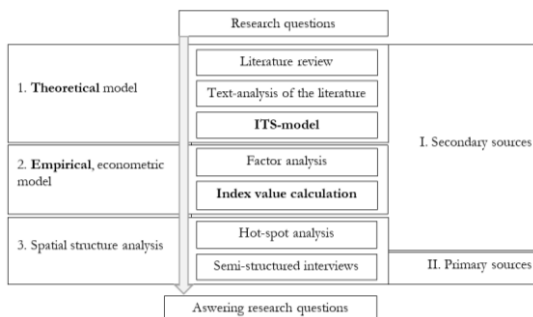 Research questions
1. Theoretical model
Literature review
Text-analysis of the literature
ITS-model
I. Secondary sources
2. Empirical, econometric
model
Factor analysis
Index value calculation
3. Spatial structure analysis
Hot-spot analysis
Semi-structured interviews
II. Primary sources
Aswering research questions